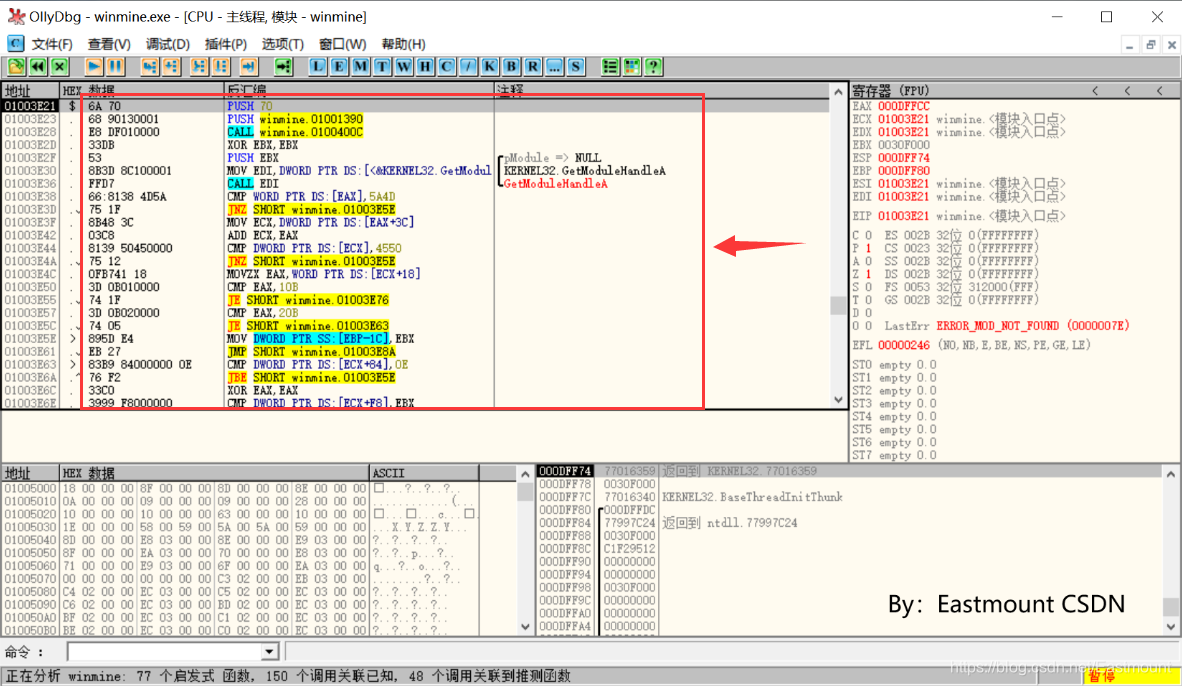 OllyDbg - winmine.exe - [CPU - 主线程, 模块 - winmine]
文件(F) 查看(V) 调试(D) 插件(P) 选项(T) 窗口(W) 帮助(H)
L E M T W H C / K B R ... S
地址 HEX 数据 反汇编 注释
01003E21 $ 6A 70 PUSH 70
01003E23 . 68 90130001 PUSH winmine.01001390
01003E28 . E8 DF010000 CALL winmine.0100400C
01003E2D . 33DB XOR EBX,EBX
01003E2F . 53 PUSH EBX pModule => NULL
01003E30 . 8B3D 8C100001 MOV EDI,DWORD PTR DS:[<&KERNEL32.GetModul KERNEL32.GetModuleHandleA
01003E36 . FFD7 CALL EDI GetModuleHandleA
01003E38 . 66:8138 4D5A CMP WORD PTR DS:[EAX],5A4D
01003E3D . 75 1F JNZ SHORT winmine.01003E5E
01003E3F . 8B48 3C MOV ECX,DWORD PTR DS:[EAX+3C]
01003E42 . 03C8 ADD ECX,EAX
01003E44 . 8139 50450000 CMP DWORD PTR DS:[ECX],4550
01003E4A . 75 12 JNZ SHORT winmine.01003E5E
01003E4C . 0FB741 18 MOVZX EAX,WORD PTR DS:[ECX+18]
01003E50 . 3D 0B010000 CMP EAX,10B
01003E55 . 74 1F JE SHORT winmine.01003E76
01003E57 . 3D 0B020000 CMP EAX,20B
01003E5C . 74 05 JE SHORT winmine.01003E63
01003E5E > 895D E4 MOV DWORD PTR SS:[EBP-1C],EBX
01003E61 . EB 27 JMP SHORT winmine.01003E8A
01003E63 > 83B9 84000000 0E CMP DWORD PTR DS:[ECX+84],0E
01003E6A .^ 76 F2 JBE SHORT winmine.01003E5E
01003E6C . 33C0 XOR EAX,EAX
01003E6E . 3999 F8000000 CMP DWORD PTR DS:[ECX+F8],EBX
寄存器 (FPU) < < <
EAX 000DFFCC
ECX 01003E21 winmine.<模块入口点>
EDX 01003E21 winmine.<模块入口点>
EBX 0030F000
ESP 000DFF74
EBP 000DFF80
ESI 01003E21 winmine.<模块入口点>
EDI 01003E21 winmine.<模块入口点>
EIP 01003E21 winmine.<模块入口点>
C 0 ES 002B 32位 0(FFFFFFFF)
P 1 CS 0023 32位 0(FFFFFFFF)
A 0 SS 002B 32位 0(FFFFFFFF)
Z 1 DS 002B 32位 0(FFFFFFFF)
S 0 FS 0053 32位 312000(FFF)
T 0 GS 002B 32位 0(FFFFFFFF)
D 0
O 0 LastErr ERROR_MOD_NOT_FOUND (0000007E)
EFL 00000246 (NO,NB,E,BE,NS,PE,GE,LE)
ST0 empty 0.0
ST1 empty 0.0
ST2 empty 0.0
ST3 empty 0.0
ST4 empty 0.0
ST5 empty 0.0
ST6 empty 0.0
ST7 empty 0.0
地址 HEX 数据 ASCII
01005000 18 00 00 00 8F 00 00 00 8D 00 00 00 8E 00 00 00
01005010 0A 00 00 00 09 00 00 00 09 00 00 00 28 00 00 00
01005020 10 00 00 00 10 00 00 00 63 00 00 00 10 00 00 00
01005030 1E 00 00 00 58 00 59 00 5A 00 5A 00 59 00 00 00 ...X.Y.Z.Z.Y...
01005040 8D 00 00 00 E8 03 00 00 8E 00 00 00 E9 03 00 00
01005050 8F 00 00 00 EA 03 00 00 70 00 00 00 E8 03 00 00
01005060 71 00 00 00 E9 03 00 00 6F 00 00 00 EA 03 00 00
01005070 00 00 00 00 00 00 00 00 C3 02 00 00 EB 03 00 00
01005080 C4 02 00 00 EC 03 00 00 C5 02 00 00 EC 03 00 00
01005090 C6 02 00 00 EC 03 00 00 BD 02 00 00 EC 03 00 00
010050A0 BF 02 00 00 EC 03 00 00 C1 02 00 00 EC 03 00 00
010050B0 BE 02 00 00 EC 03 00 00 C0 02 00 00 EC 03 00 00
000DFF74 77016359 返回到 KERNEL32.77016359
000DFF78 0030F000
000DFF7C 77016340 KERNEL32.BaseThreadInitThunk
000DFF80 000DFFDC
000DFF84 77997C24 返回到 ntdll.77997C24
000DFF88 0030F000
000DFF8C C1F29512
000DFF90 00000000
000DFF94 00000000
000DFF98 0030F000
000DFF9C 00000000
000DFFA0 00000000
000DFFA4 00000000
By：Eastmount CSDN
命令：
https://blog.csdn.net/Eastmount
正在分析 winmine: 77 个启发式 函数, 150 个调用关联已知, 48 个调用关联到推测函数
暂停